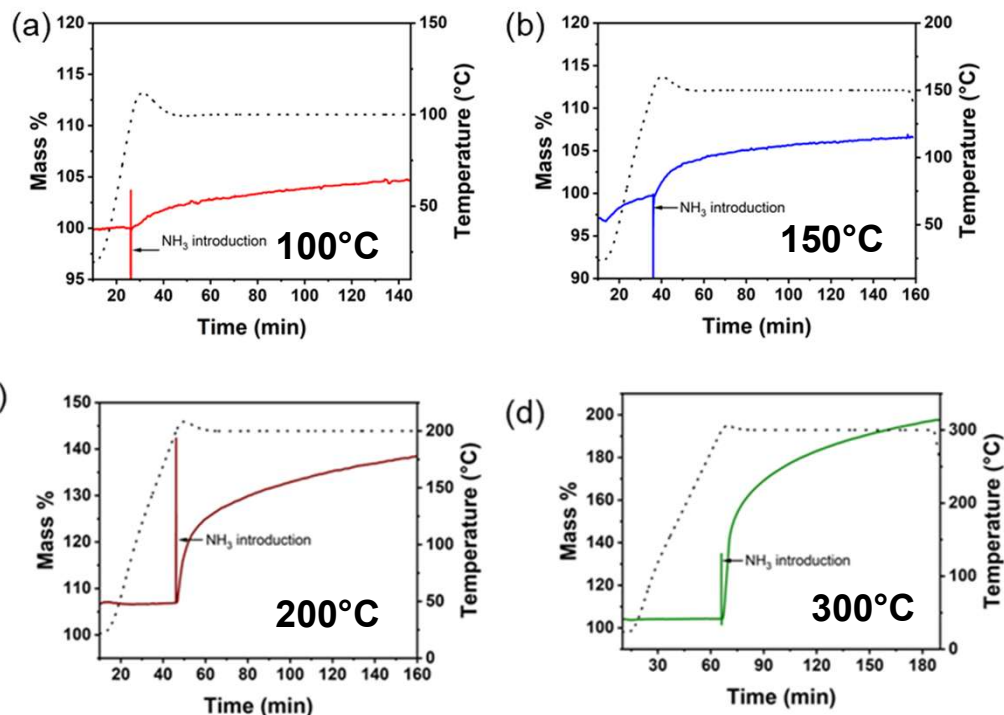 (a)
120
115
110
105
100
95
Mass %
150
100
50
Temperature (°C)
NH3 introduction
100°C
20 40 60 80 100 120 140
Time (min)
(b)
120
115
110
105
100
95
90
Mass %
200
150
100
50
0
Temperature (°C)
NH3 introduction
150°C
20 40 60 80 100 120 140 160
Time (min)
)
150
140
130
120
110
100
Mass %
200
150
100
50
0
Temperature (°C)
NH3 introduction
200°C
20 40 60 80 100 120 140 160
Time (min)
(d)
200
180
160
140
120
100
Mass %
300
200
100
0
Temperature (°C)
NH3 introduction
300°C
30 60 90 120 150 180
Time (min)